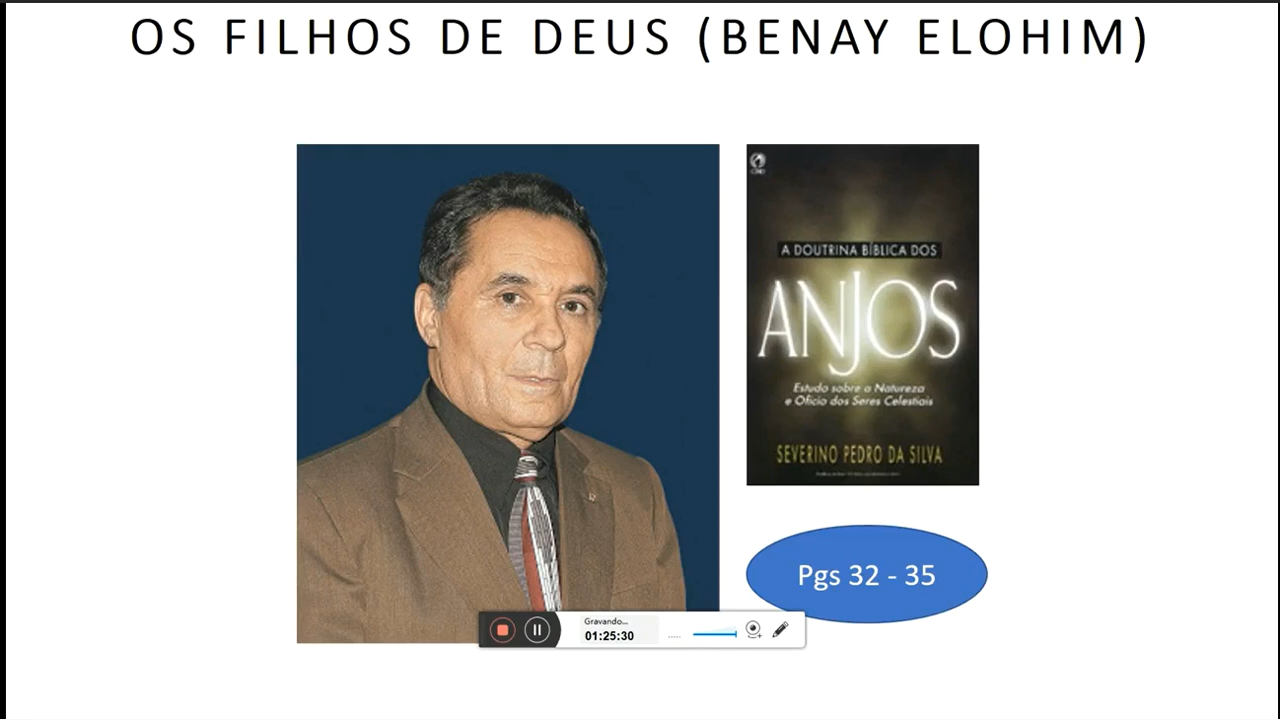 OS FILHOS DE DEUS (BENAY ELOHIM)
CPAD
A DOUTRINA BÍBLICA DOS
ANJOS
Estudo sobre a Natureza
e Ofício dos Seres Celestiais
SEVERINO PEDRO DA SILVA
Pgs 32 - 35
Gravando...
01:25:30